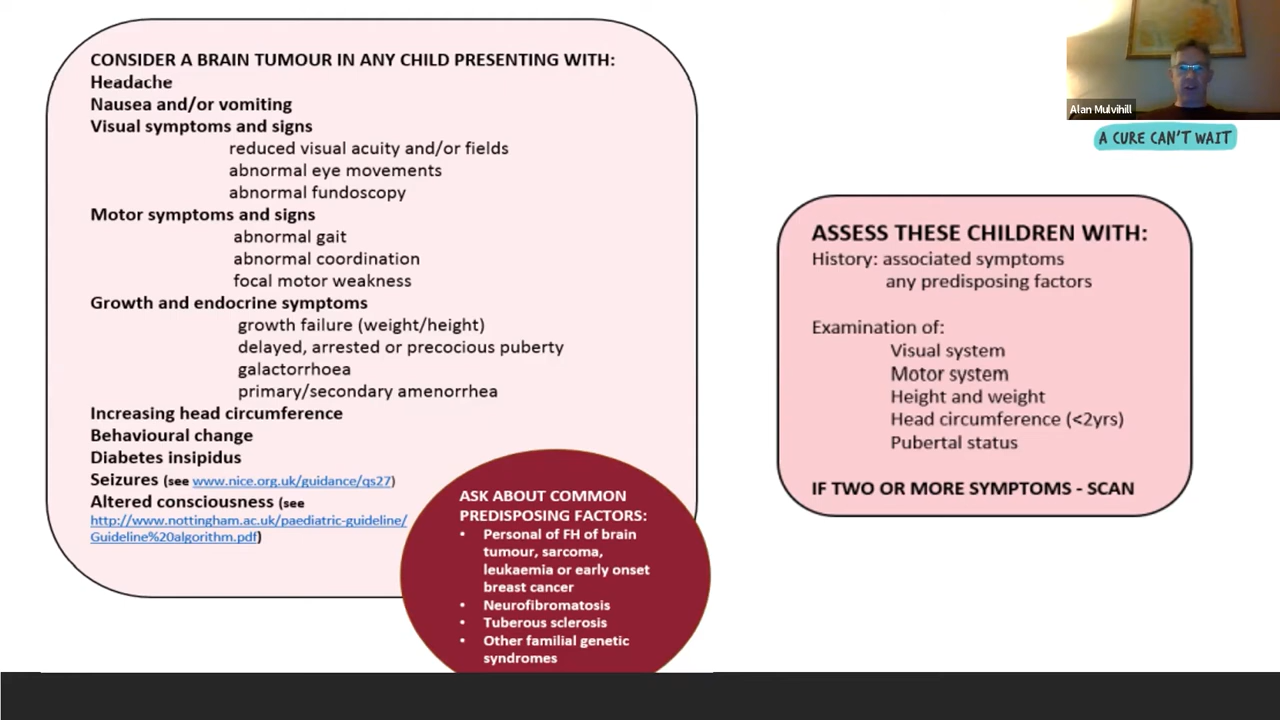 CONSIDER A BRAIN TUMOUR IN ANY CHILD PRESENTING WITH:
Headache
Nausea and/or vomiting
Visual symptoms and signs
reduced visual acuity and/or fields
abnormal eye movements
abnormal fundoscopy
Motor symptoms and signs
abnormal gait
abnormal coordination
focal motor weakness
Growth and endocrine symptoms
growth failure (weight/height)
delayed, arrested or precocious puberty
galactorrhoea
primary/secondary amenorrhea
Increasing head circumference
Behavioural change
Diabetes insipidus
Seizures (see www.nice.org.uk/guidance/qs27)
Altered consciousness (see
http://www.nottingham.ac.uk/paediatric-guideline/
Guideline%20algorithm.pdf)
ASK ABOUT COMMON
PREDISPOSING FACTORS:
• Personal of FH of brain
tumour, sarcoma,
leukaemia or early onset
breast cancer
• Neurofibromatosis
• Tuberous sclerosis
• Other familial genetic
syndromes
Alan Mulvihill
A CURE CAN'T WAIT
ASSESS THESE CHILDREN WITH:
History: associated symptoms
any predisposing factors
Examination of:
Visual system
Motor system
Height and weight
Head circumference (<2yrs)
Pubertal status
IF TWO OR MORE SYMPTOMS - SCAN